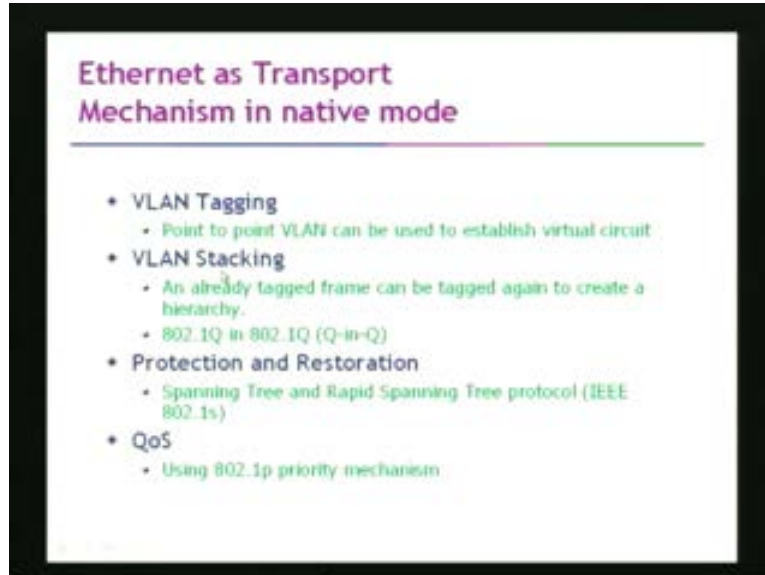 Ethernet as Transport
Mechanism in native mode
VLAN Tagging
Point to point VLAN can be used to establish virtual circuit
VLAN Stacking
An already tagged frame can be tagged again to create a
hierarchy.
802.1Q in 802.1Q (Q-in-Q)
Protection and Restoration
Spanning Tree and Rapid Spanning Tree protocol (IEEE
802.1s)
QoS
Using 802.1p priority mechanism